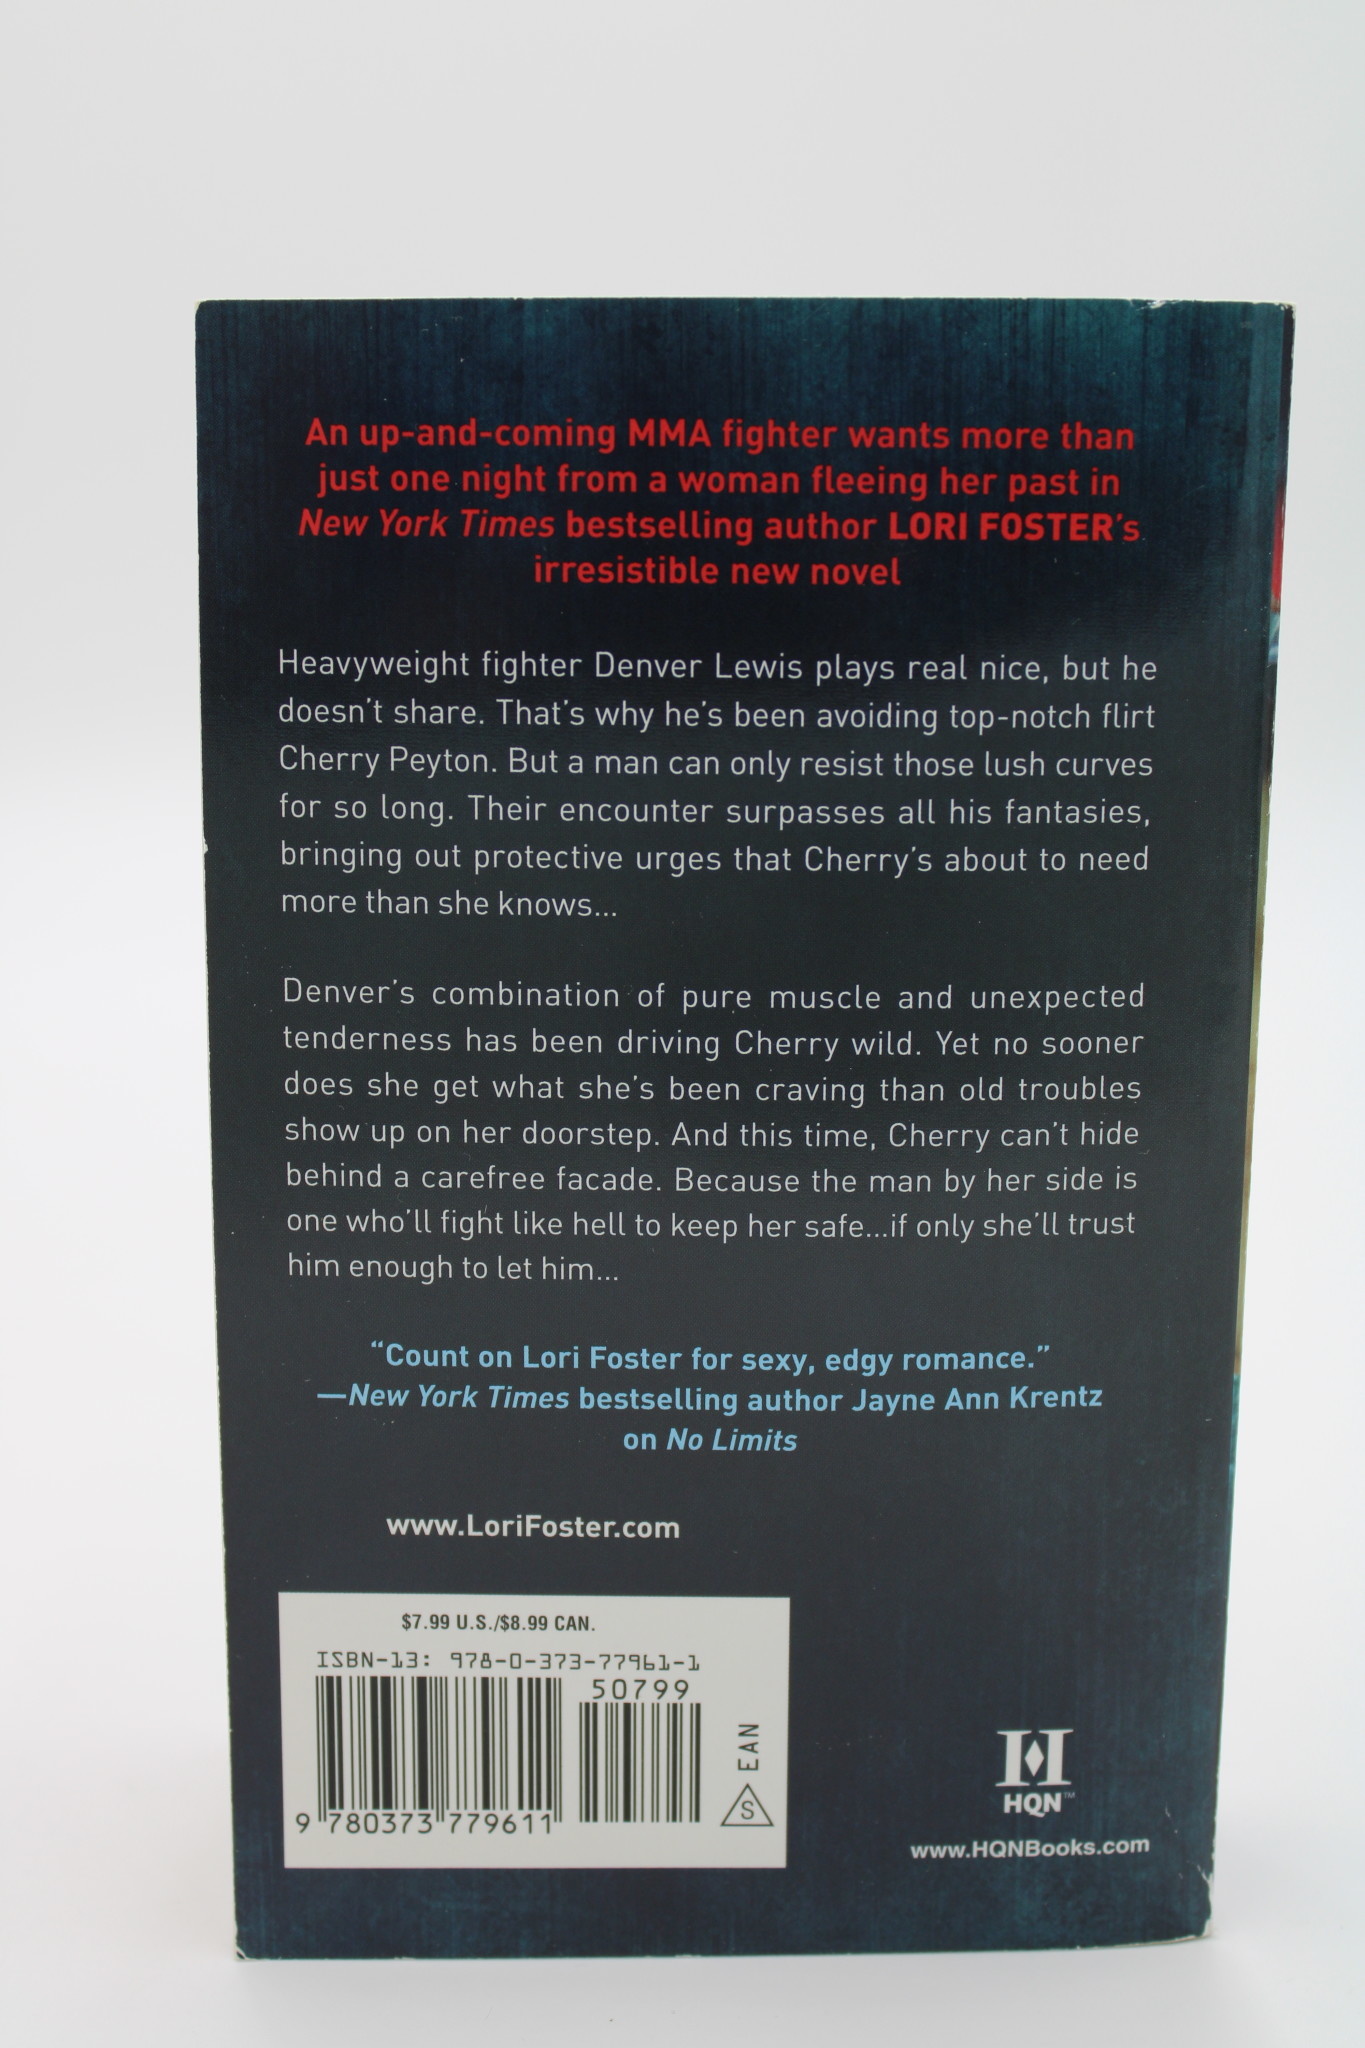 An up-and-coming MMA fighter wants more than
just one night from a woman fleeing her past in
New York Times bestselling author LORI FOSTER's
irresistible new novel
Heavyweight fighter Denver Lewis plays real nice, but he
doesn't share. That's why he's been avoiding top-notch flirt
Cherry Peyton. But a man can only resist those lush curves
for so long. Their encounter surpasses all his fantasies,
bringing out protective urges that Cherry's about to need
more than she knows...
Denver's combination of pure muscle and unexpected
tenderness has been driving Cherry wild. Yet no sooner
does she get what she's been craving than old troubles
show up on her doorstep. And this time, Cherry can't hide
behind a carefree facade. Because the man by her side is
one who'll fight like hell to keep her safe...if only she'll trust
him enough to let him...
“Count on Lori Foster for sexy, edgy romance.”
—New York Times bestselling author Jayne Ann Krentz
on No Limits
www.LoriFoster.com
$7.99 U.S./$8.99 CAN.
ISBN-13: 978-0-373-77961-1
50799
9 780373 779611
EAN
S
H
HQN™
www.HQNBooks.com